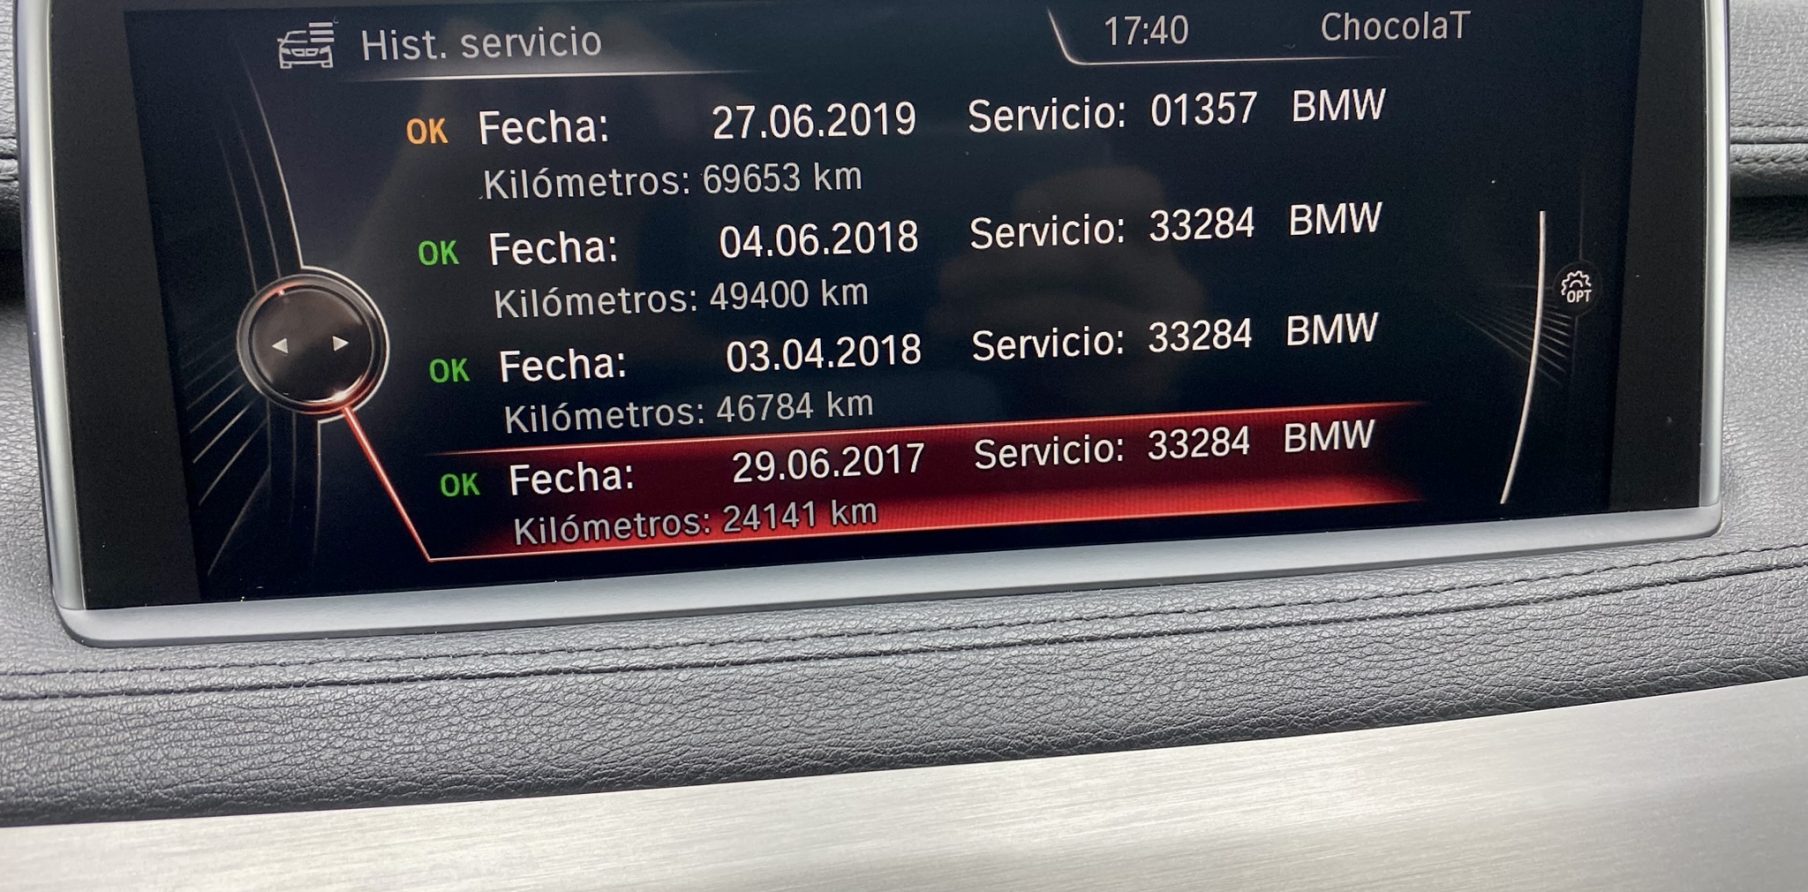 Hist. servicio 17:40 ChocolaT
OK Fecha: 27.06.2019 Servicio: 01357 BMW
Kilómetros: 69653 km
OK Fecha: 04.06.2018 Servicio: 33284 BMW
Kilómetros: 49400 km
OK Fecha: 03.04.2018 Servicio: 33284 BMW
Kilómetros: 46784 km
OK Fecha: 29.06.2017 Servicio: 33284 BMW
Kilómetros: 24141 km
OPT